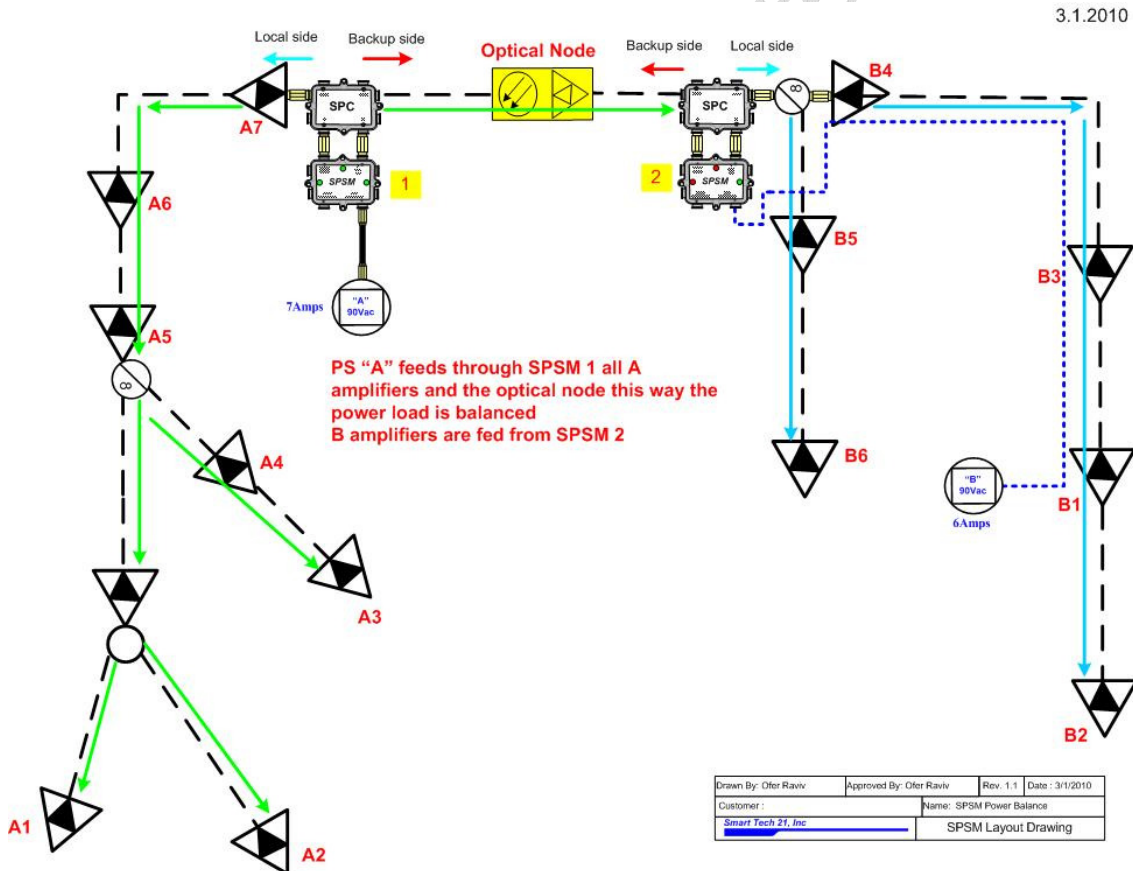 3.1.2010
Local side
Backup side
Optical Node
Backup side
Local side
B4
SPC
SPC
8
A7
SPSM
1
2
SPSM
A6
B5
B3
7Amps
"A"
90Vac
A5
8
PS "A" feeds through SPSM 1 all A
amplifiers and the optical node this way the
power load is balanced
B amplifiers are fed from SPSM 2
A4
B6
"B"
90Vac
B1
6Amps
A3
B2
A1
A2
Drawn By: Ofer Raviv
Approved By: Ofer Raviv
Rev. 1.1
Date : 3/1/2010
Customer :
Name: SPSM Power Balance
Smart Tech 21, Inc
SPSM Layout Drawing